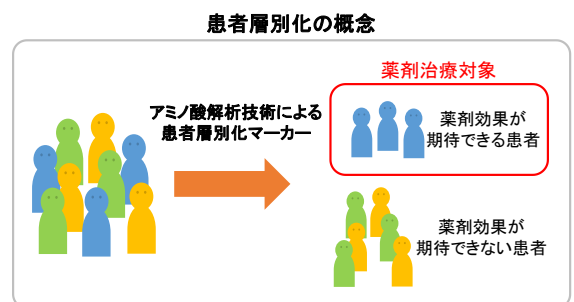 患者層別化の概念
薬剤治療対象
アミノ酸解析技術による
患者層別化マーカー
薬剤効果が
期待できる患者
薬剤効果が
期待できない患者